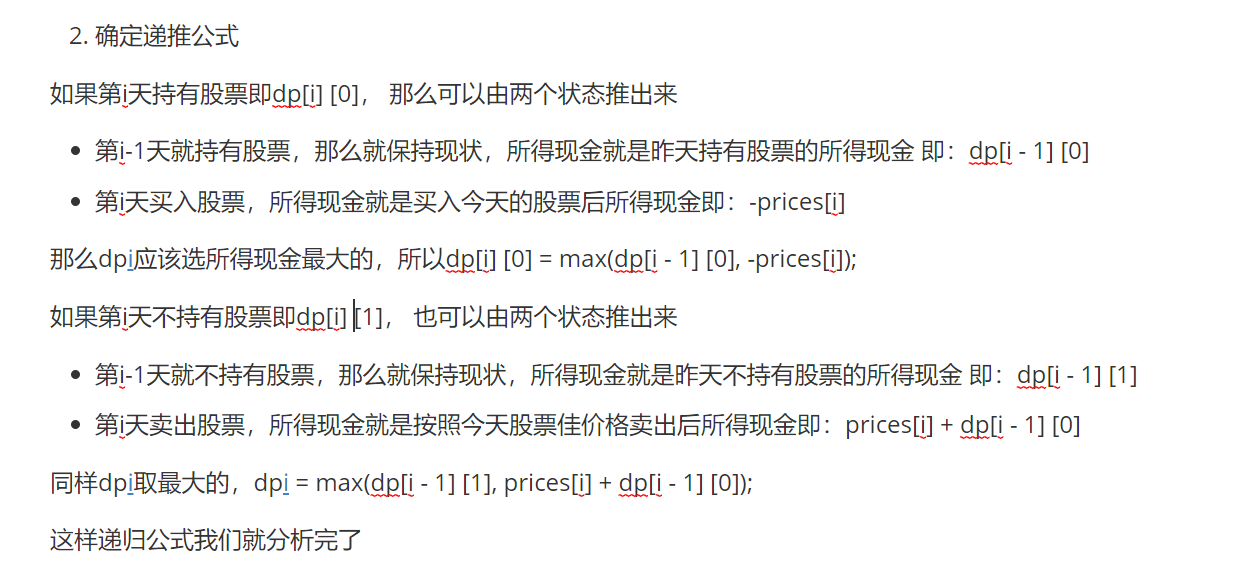 2. 确定递推公式
如果第i天持有股票即dp[i] [0]， 那么可以由两个状态推出来
• 第i-1天就持有股票，那么就保持现状，所得现金就是昨天持有股票的所得现金 即：dp[i - 1] [0]
• 第i天买入股票，所得现金就是买入今天的股票后所得现金即：-prices[i]
那么dpi应该选所得现金最大的，所以dp[i] [0] = max(dp[i - 1] [0], -prices[i]);
如果第i天不持有股票即dp[i] [1]， 也可以由两个状态推出来
• 第i-1天就不持有股票，那么就保持现状，所得现金就是昨天不持有股票的所得现金 即：dp[i - 1] [1]
• 第i天卖出股票，所得现金就是按照今天股票佳价格卖出后所得现金即：prices[i] + dp[i - 1] [0]
同样dpi取最大的，dpi = max(dp[i - 1] [1], prices[i] + dp[i - 1] [0]);
这样递归公式我们就分析完了